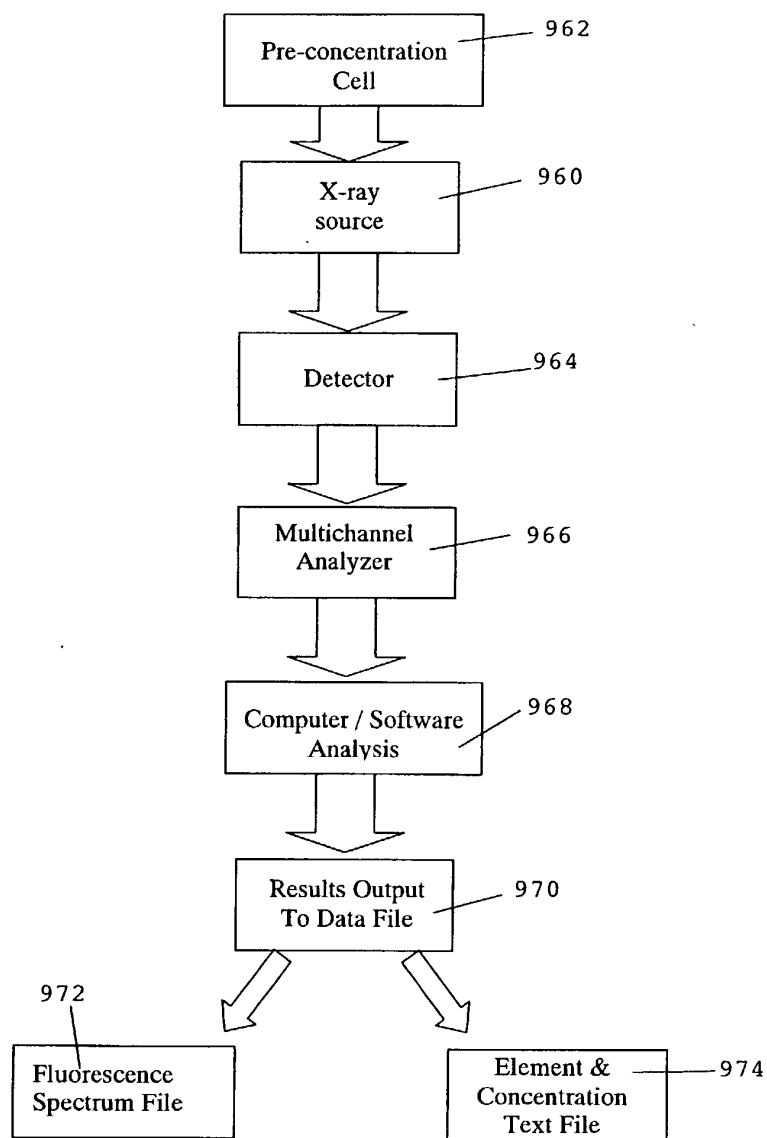 Pre-concentration
Cell
962
X-ray
source
960
Detector
964
Multichannel
Analyzer
966
Computer / Software
Analysis
968
Results Output
To Data File
970
972
Fluorescence
Spectrum File
Element &
Concentration
Text File
974